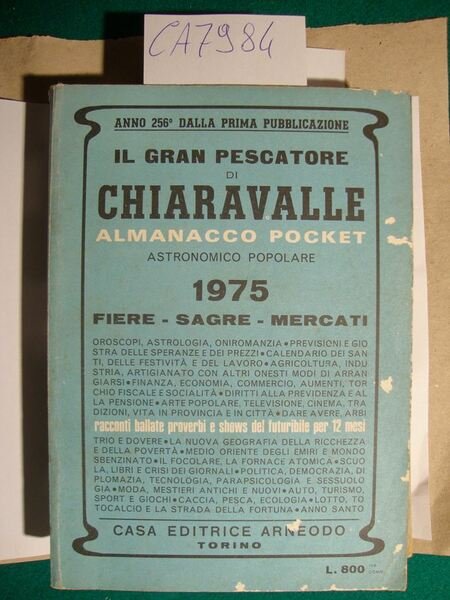 CA7984
ANNO 256° DALLA PRIMA PUBBLICAZIONE
IL GRAN PESCATORE
DI
CHIARAVALLE
ALMANACCO POCKET
ASTRONOMICO POPOLARE
1975
FIERE - SAGRE - MERCATI
OROSCOPI, ASTROLOGIA, ONIROMANZIA • PREVISIONI E GIO
STRA DELLE SPERANZE E DEI PREZZI • CALENDARIO DEI SAN
TI, DELLE FESTIVITÀ E DEL LAVORO • AGRICOLTURA, INDU
STRIA, ARTIGIANATO CON ALTRI ONESTI MODI DI ARRAN
GIARSI • FINANZA, ECONOMIA, COMMERCIO, AUMENTI, TOR
CHIO FISCALE E SOCIALITÀ • DIRITTI ALLA PREVIDENZA E AL
LA PENSIONE • ARTE POPOLARE, TELEVISIONE, CINEMA, TRA
DIZIONI, VITA IN PROVINCIA E IN CITTÀ • DARE AVERE, ARBI
racconti ballate proverbi e shows del futuribile per 12 mesi
TRIO E DOVERE • LA NUOVA GEOGRAFIA DELLA RICCHEZZA
E DELLA POVERTÀ • MEDIO ORIENTE DEGLI EMIRI E MONDO
SBENZINATO • IL FOCOLARE, LA FORNACE ATOMICA • SCUO
LA, LIBRI E CRISI DEI GIORNALI • POLITICA, DEMOCRAZIA, DI
PLOMAZIA, TECNOLOGIA, PARAPSICOLOGIA E SESSUOLO
GIA • MODA, MESTIERI ANTICHI E NUOVI • AUTO, TURISMO,
SPORT E GIOCHI • CACCIA, PESCA, ECOLOGIA • LOTTO, TO
TOCALCIO E LA STRADA DELLA FORTUNA • ANNO SANTO
CASA EDITRICE ARNEODO
TORINO
L. 800 IVA
COMP.